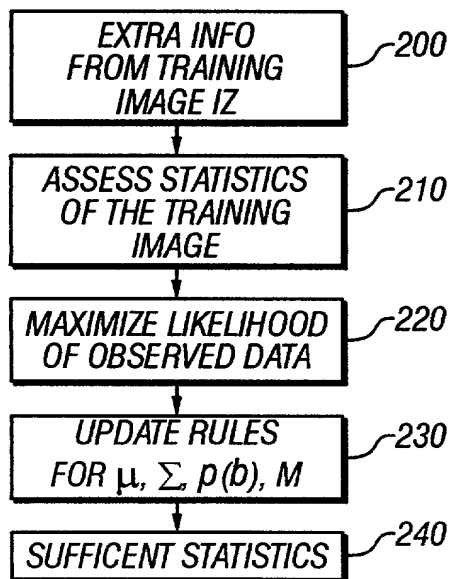 EXTRA INFO
FROM TRAINING
IMAGE IZ
200
ASSESS STATISTICS
OF THE TRAINING
IMAGE
210
MAXIMIZE LIKELIHOOD
OF OBSERVED DATA
220
UPDATE RULES
FOR μ, Σ, p(b), M
230
SUFFICENT STATISTICS
240